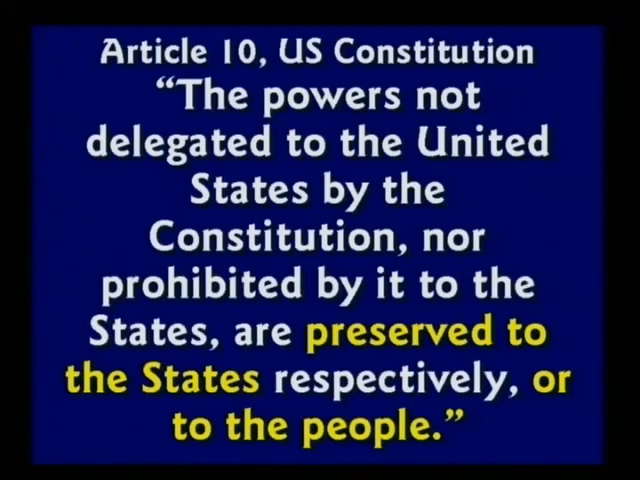 Article 10, US Constitution
“The powers not
delegated to the United
States by the
Constitution, nor
prohibited by it to the
States, are preserved to
the States respectively, or
to the people.”